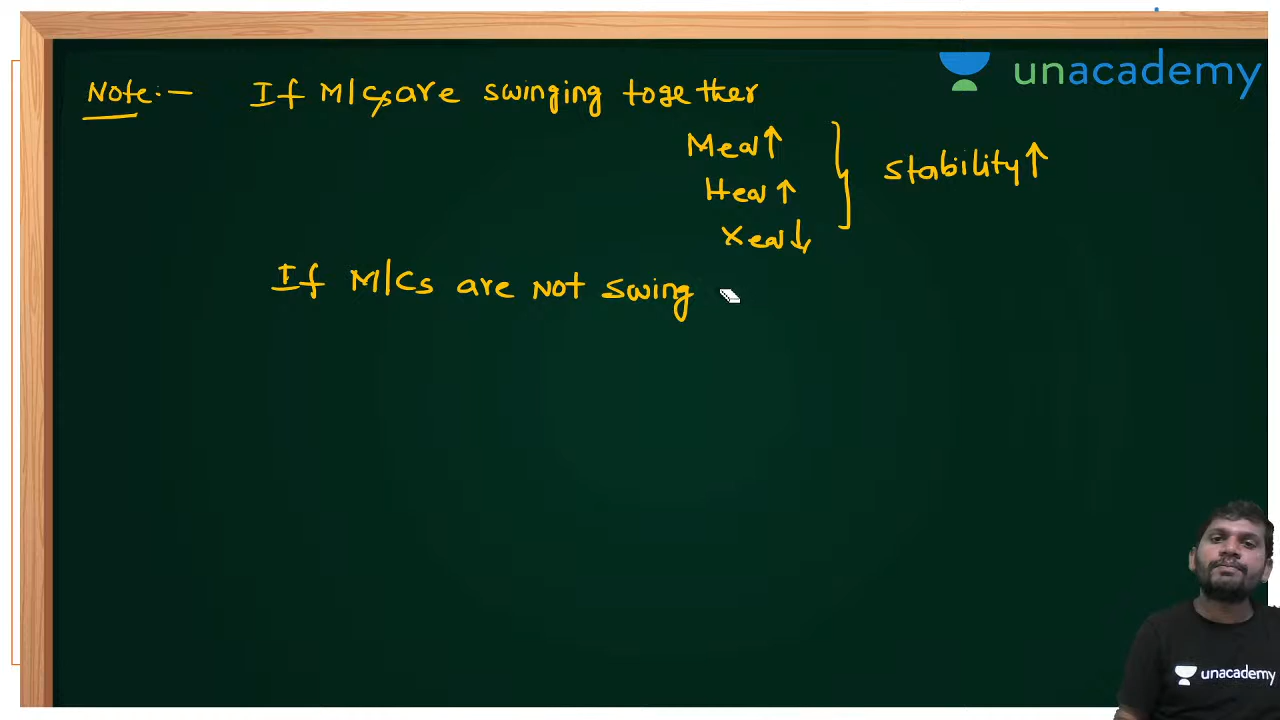 unacademy
Note:- If M/Cs are swinging together
Meq↑
Heq↑
Xeq↓
stability↑
If M/Cs are not swing
unacademy